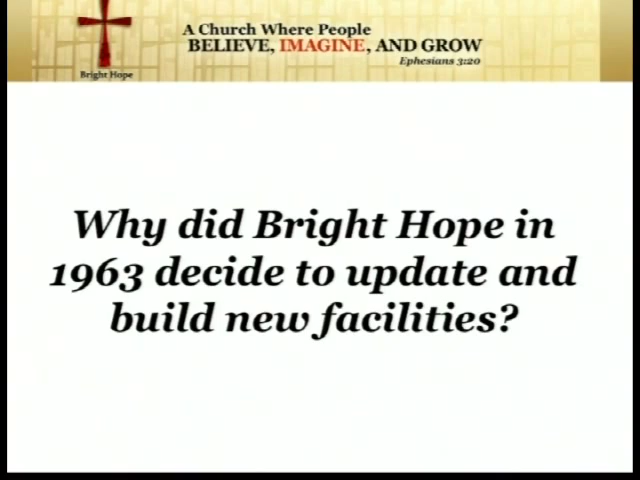 A Church Where People
BELIEVE, IMAGINE, AND GROW
Ephesians 3:20
Bright Hope
Why did Bright Hope in
1963 decide to update and
build new facilities?